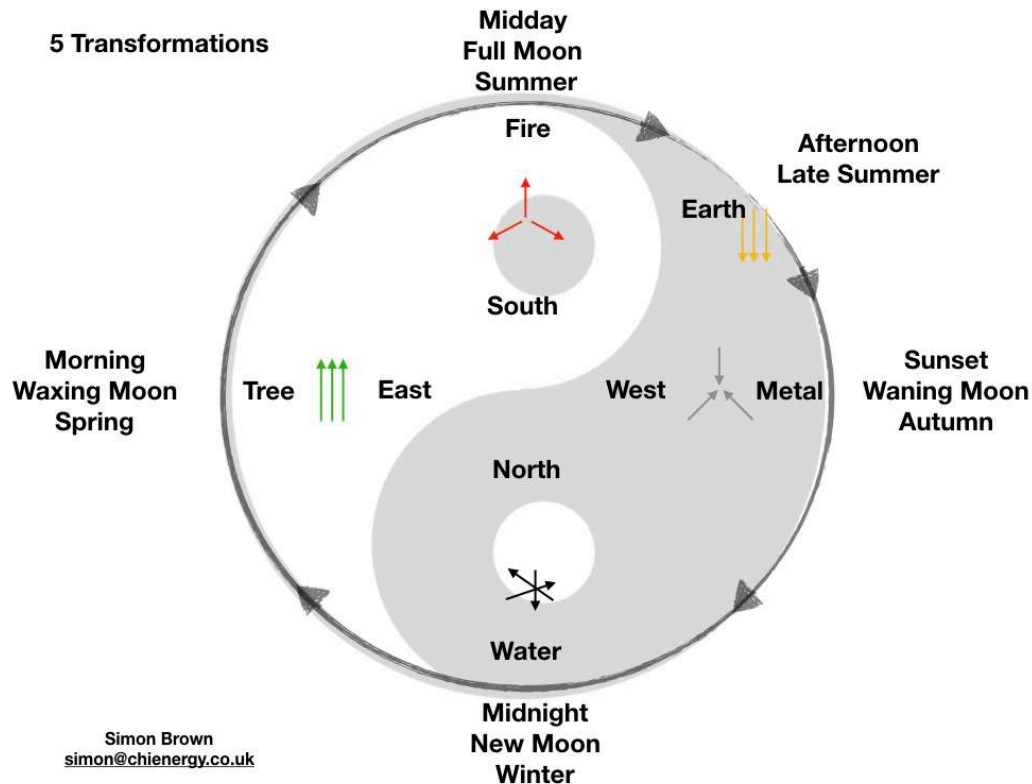 5 Transformations
Midday
Full Moon
Summer
Fire
Afternoon
Late Summer
Earth
South
Morning
Waxing Moon
Spring
Tree
East
West
Metal
Sunset
Waning Moon
Autumn
North
Water
Midnight
New Moon
Winter
Simon Brown
simon@chienergy.co.uk